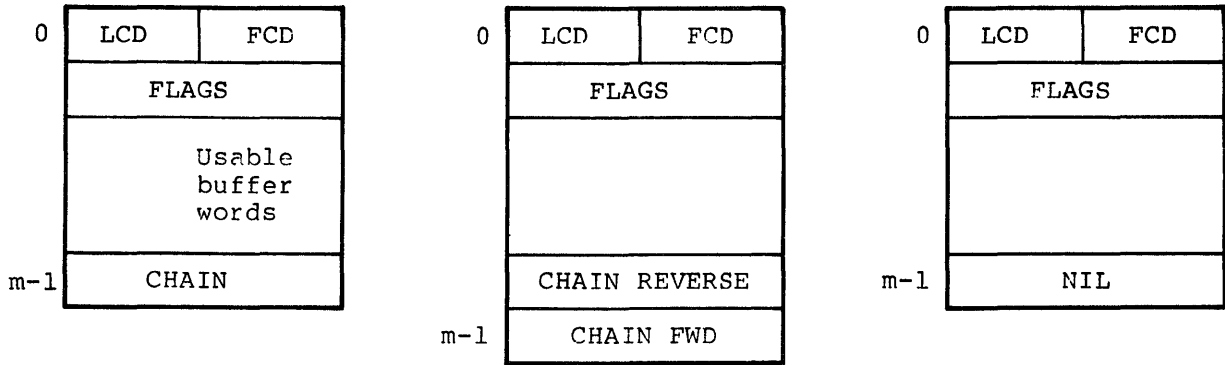 0 LCD FCD
FLAGS
Usable
buffer
words
m-1 CHAIN
0 LCD FCD
FLAGS
CHAIN REVERSE
m-1 CHAIN FWD
0 LCD FCD
FLAGS
m-1 NIL